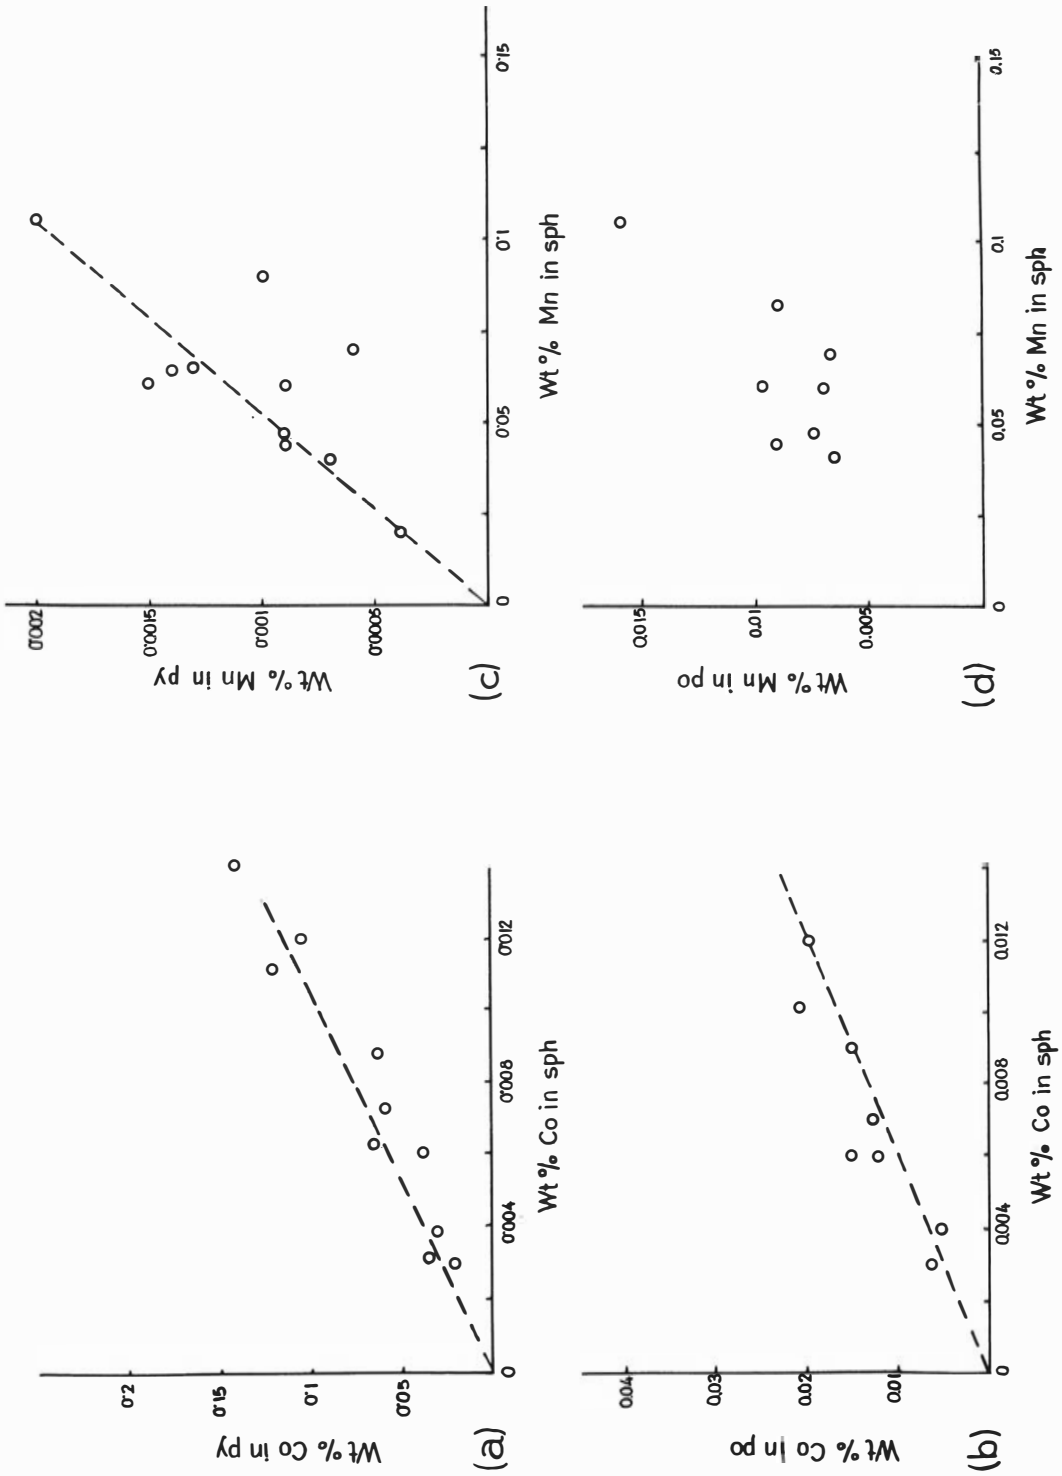 Wt % Co in py
0·2
0·15
0·1
0·05
0 0·004 0·008 0·012
Wt % Co in sph
(a)
Wt % Co in po
0.04
0.03
0.02
0.01
0 0.004 0.008 0.012
Wt % Co in sph
(b)
Wt % Mn in py
0·002
0·0015
0·001
0·0005
0 0·05 0·1 0·15
Wt % Mn in sph
(c)
Wt % Mn in po
0.015
0.01
0.005
0 0.05 0.1 0.15
Wt % Mn in sph
(d)